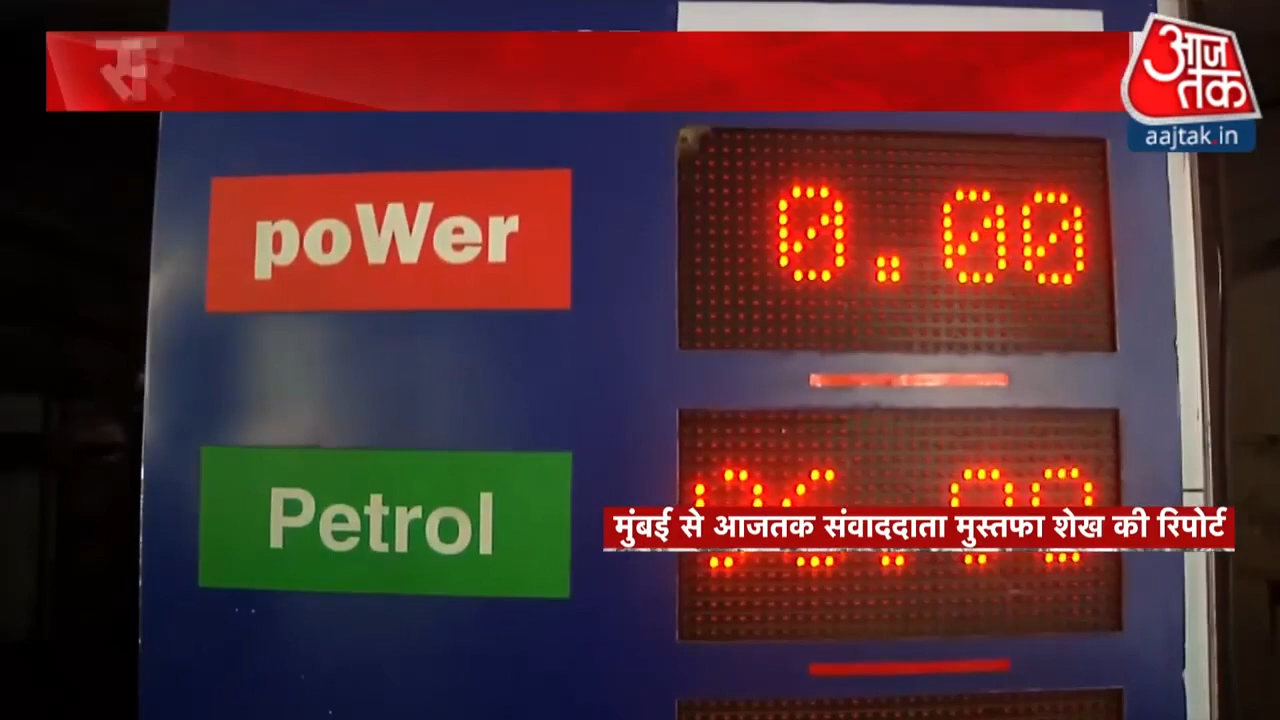 आज
तक
aajtak.in
poWer
0.00
Petrol
मुंबई से आजतक संवाददाता मुस्तफा शेख की रिपोर्ट